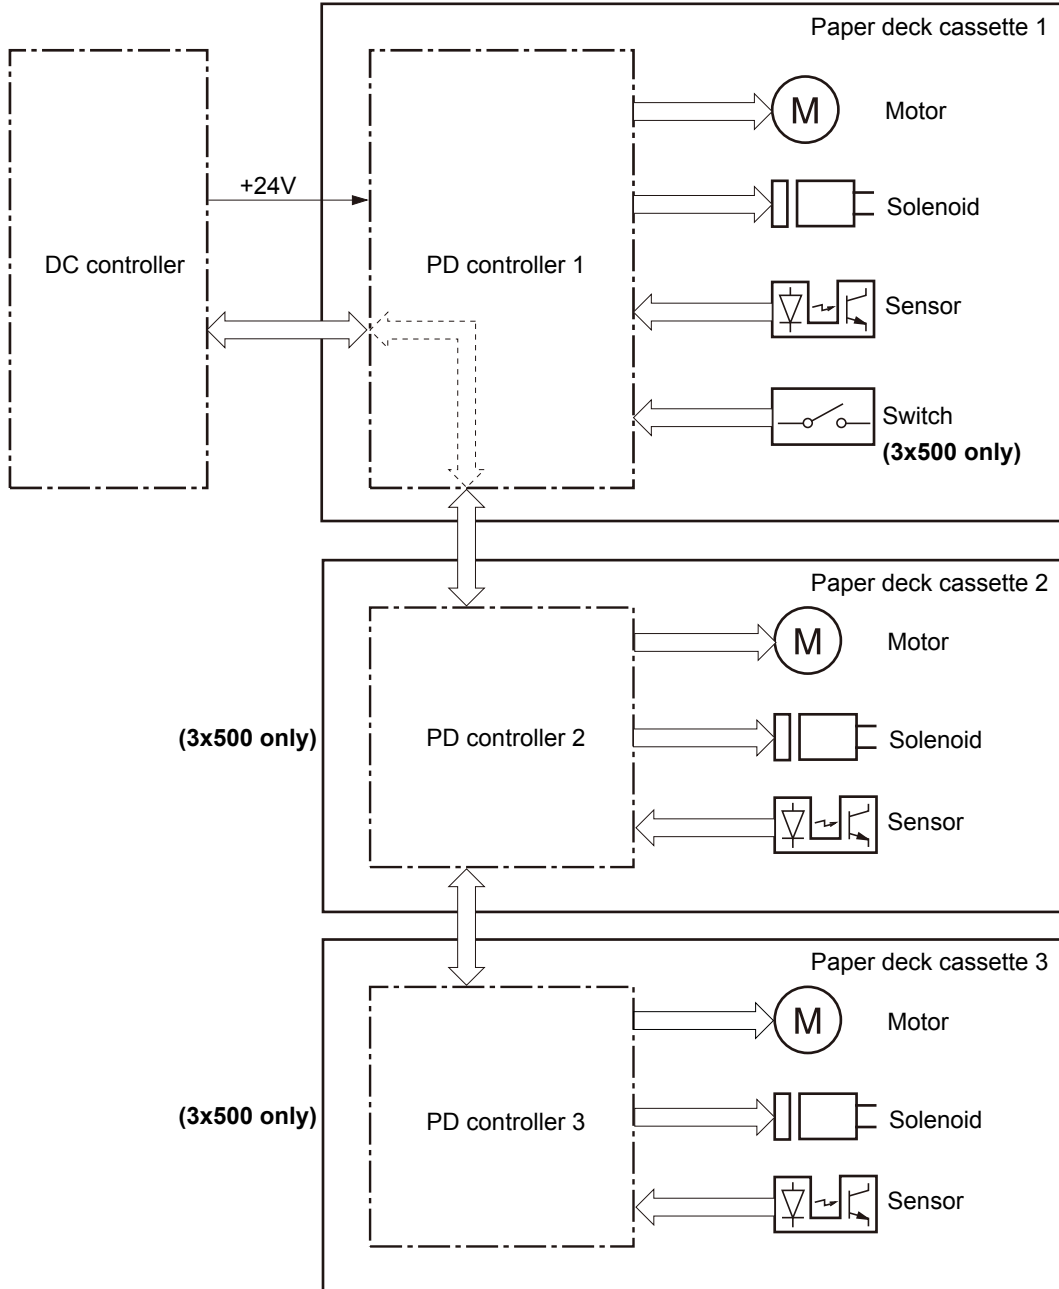 Paper deck cassette 1
M
Motor
+24V
Solenoid
DC controller
PD controller 1
Sensor
Switch
(3x500 only)
Paper deck cassette 2
M
Motor
(3x500 only)
PD controller 2
Solenoid
Sensor
Paper deck cassette 3
M
Motor
(3x500 only)
PD controller 3
Solenoid
Sensor